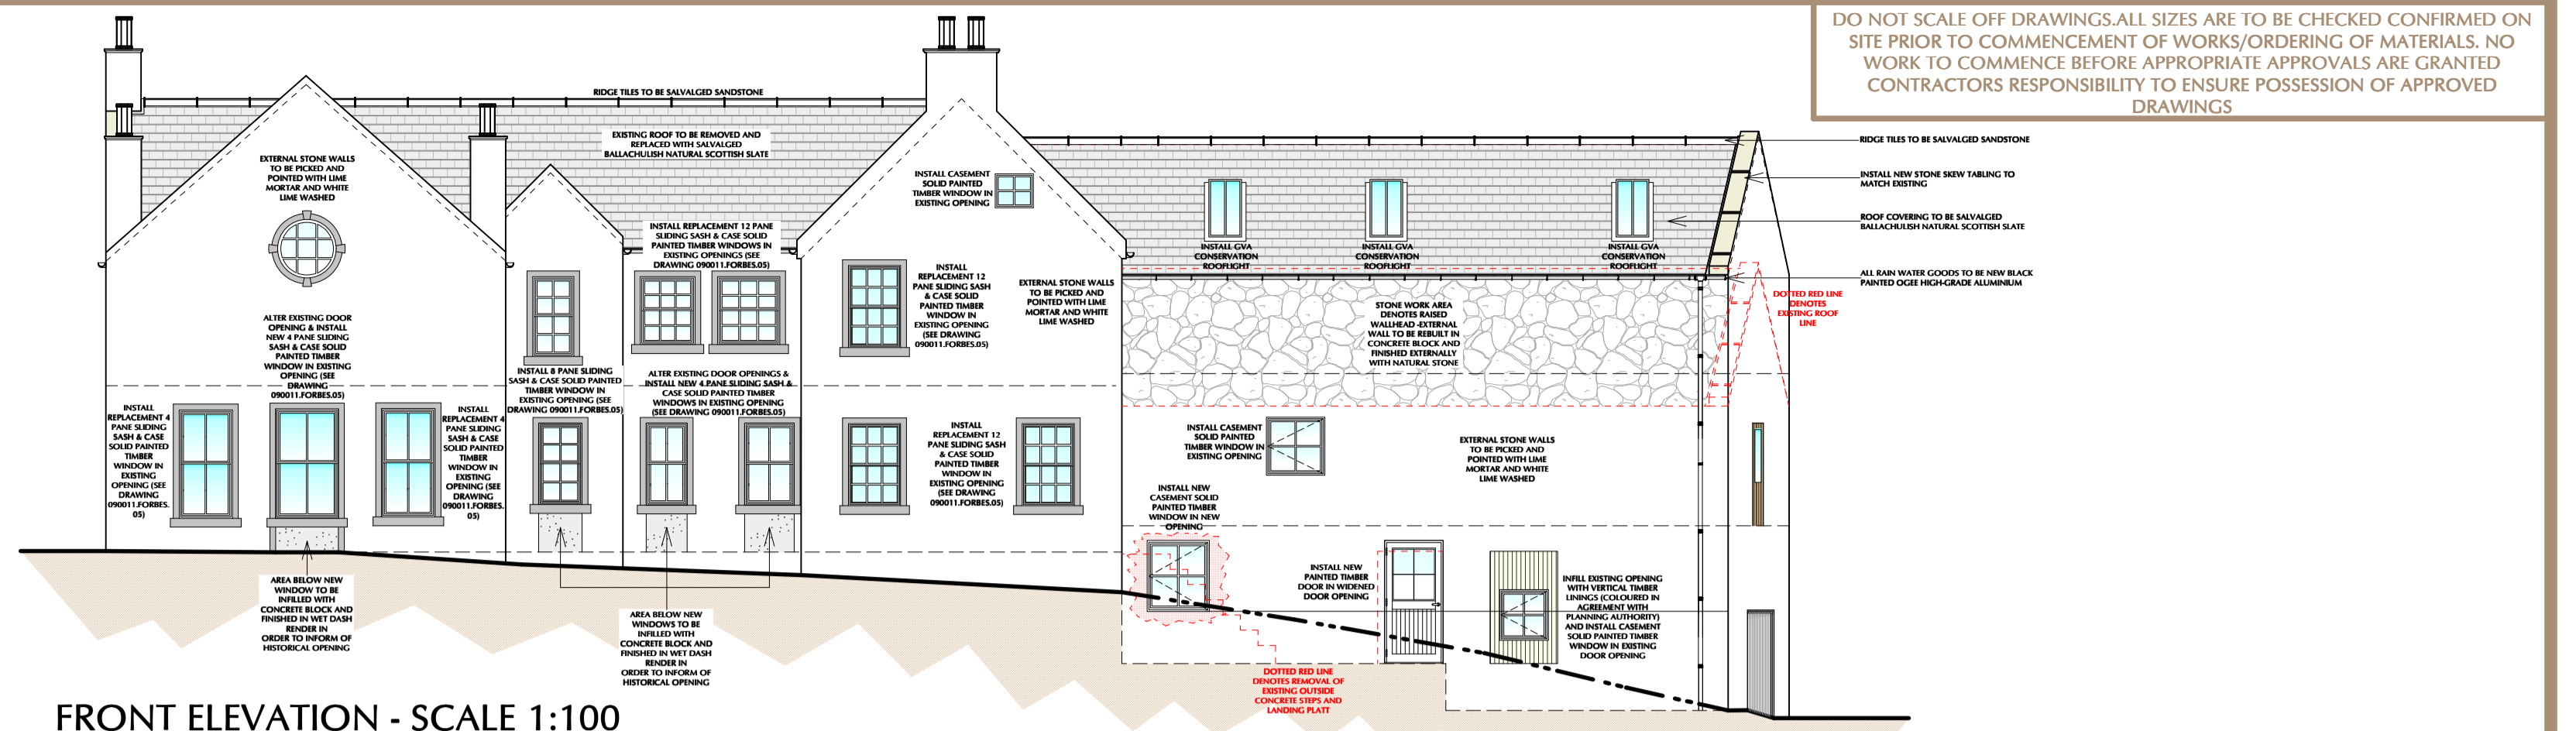 DO NOT SCALE OFF DRAWINGS.ALL SIZES ARE TO BE CHECKED CONFIRMED ON
SITE PRIOR TO COMMENCEMENT OF WORKS/ORDERING OF MATERIALS. NO
WORK TO COMMENCE BEFORE APPROPRIATE APPROVALS ARE GRANTED
CONTRACTORS RESPONSIBILITY TO ENSURE POSSESSION OF APPROVED
DRAWINGS
RIDGE TILES TO BE SALVALGED SANDSTONE
EXISTING ROOF TO BE REMOVED AND
REPLACED WITH SALVALGED
BALLACHULISH NATURAL SCOTTISH SLATE
EXTERNAL STONE WALLS
TO BE PICKED AND
POINTED WITH LIME
MORTAR AND WHITE
LIME WASHED
ALTER EXISTING DOOR
OPENING & INSTALL
NEW 4 PANE SLIDING
SASH & CASE SOLID
PAINTED TIMBER
WINDOW IN EXISTING
OPENING (SEE
DRAWING
090011.FORBES.05)
INSTALL
REPLACEMENT 4
PANE SLIDING
SASH & CASE
SOLID PAINTED
TIMBER
WINDOW IN
EXISTING
OPENING (SEE
DRAWING
090011.FORBES.
05)
INSTALL
REPLACEMENT 4
PANE SLIDING
SASH & CASE
SOLID PAINTED
TIMBER
WINDOW IN
EXISTING
OPENING (SEE
DRAWING
090011.FORBES.
05)
AREA BELOW NEW
WINDOW TO BE
INFILLED WITH
CONCRETE BLOCK AND
FINISHED IN WET DASH
RENDER IN
ORDER TO INFORM OF
HISTORICAL OPENING
INSTALL REPLACEMENT 12 PANE
SLIDING SASH & CASE SOLID
PAINTED TIMBER WINDOWS IN
EXISTING OPENINGS (SEE
DRAWING 090011.FORBES.05)
INSTALL 8 PANE SLIDING
SASH & CASE SOLID PAINTED
TIMBER WINDOW IN
EXISTING OPENING (SEE
DRAWING 090011.FORBES.05)
ALTER EXISTING DOOR OPENINGS &
INSTALL NEW 4 PANE SLIDING SASH &
CASE SOLID PAINTED TIMBER
WINDOWS IN EXISTING OPENING
(SEE DRAWING 090011.FORBES.05)
AREA BELOW NEW
WINDOWS TO BE
INFILLED WITH
CONCRETE BLOCK AND
FINISHED IN WET DASH
RENDER IN
ORDER TO INFORM OF
HISTORICAL OPENING
INSTALL CASEMENT
SOLID PAINTED
TIMBER WINDOW IN
EXISTING OPENING
INSTALL
REPLACEMENT 12
PANE SLIDING SASH
& CASE SOLID
PAINTED TIMBER
WINDOW IN
EXISTING OPENING
(SEE DRAWING
090011.FORBES.05)
EXTERNAL STONE WALLS
TO BE PICKED AND
POINTED WITH LIME
MORTAR AND WHITE
LIME WASHED
INSTALL
REPLACEMENT 12
PANE SLIDING SASH
& CASE SOLID
PAINTED TIMBER
WINDOW IN
EXISTING OPENING
(SEE DRAWING
090011.FORBES.05)
INSTALL GVA
CONSERVATION
ROOFLIGHT
INSTALL GVA
CONSERVATION
ROOFLIGHT
INSTALL GVA
CONSERVATION
ROOFLIGHT
STONE WORK AREA
DENOTES RAISED
WALLHEAD -EXTERNAL
WALL TO BE REBUILT IN
CONCRETE BLOCK AND
FINISHED EXTERNALLY
WITH NATURAL STONE
INSTALL CASEMENT
SOLID PAINTED
TIMBER WINDOW IN
EXISTING OPENING
EXTERNAL STONE WALLS
TO BE PICKED AND
POINTED WITH LIME
MORTAR AND WHITE
LIME WASHED
INSTALL NEW
CASEMENT SOLID
PAINTED TIMBER
WINDOW IN NEW
OPENING
INSTALL NEW
PAINTED TIMBER
DOOR IN WIDENED
DOOR OPENING
INFILL EXISTING OPENING
WITH VERTICAL TIMBER
LININGS (COLOURED IN
AGREEMENT WITH
PLANNING AUTHORITY)
AND INSTALL CASEMENT
SOLID PAINTED TIMBER
WINDOW IN EXISTING
DOOR OPENING
DOTTED RED LINE
DENOTES REMOVAL OF
EXISTING OUTSIDE
CONCRETE STEPS AND
LANDING PLATT
RIDGE TILES TO BE SALVALGED SANDSTONE
INSTALL NEW STONE SKEW TABLING TO
MATCH EXISTING
ROOF COVERING TO BE SALVALGED
BALLACHULISH NATURAL SCOTTISH SLATE
ALL RAIN WATER GOODS TO BE NEW BLACK
PAINTED OGEE HIGH-GRADE ALUMINIUM
DOTTED RED LINE
DENOTES
EXISTING ROOF
LINE
FRONT ELEVATION - SCALE 1:100